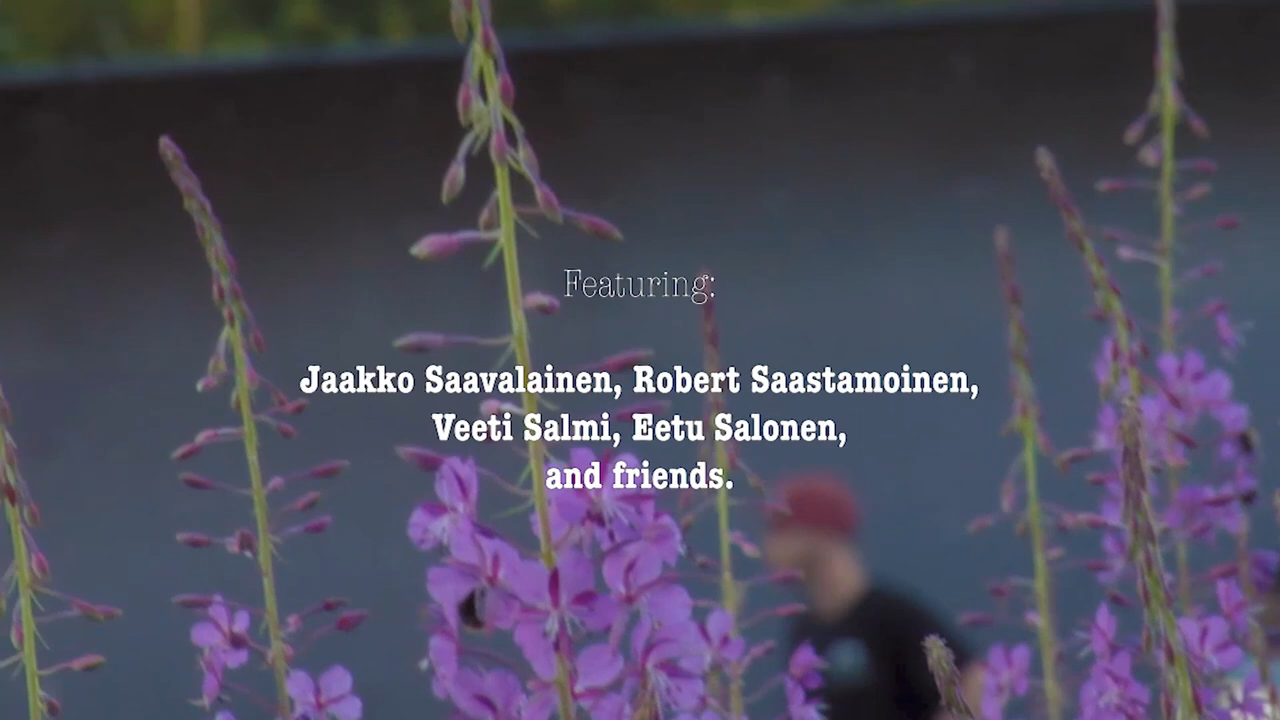 Featuring:
Jaakko Saavalainen, Robert Saastamoinen,
Veeti Salmi, Eetu Salonen,
and friends.